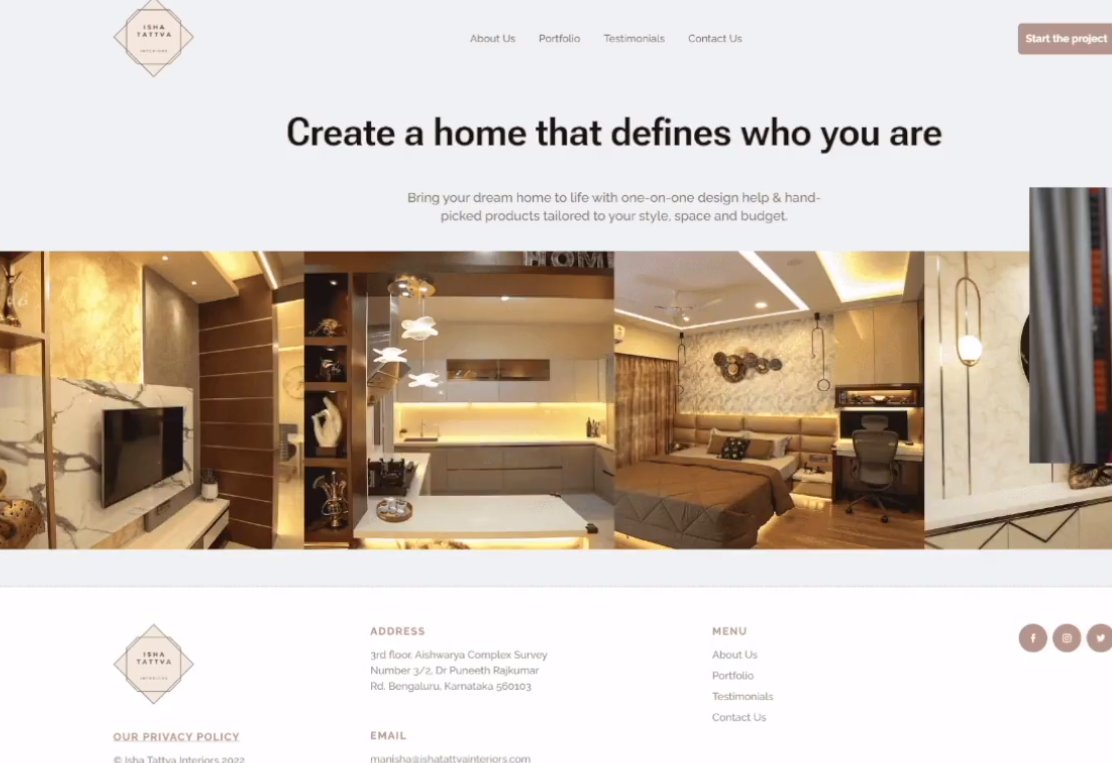 ISHA
TATTVA
INTERIORS
About Us
Portfolio
Testimonials
Contact Us
Start the project
Create a home that defines who you are
Bring your dream home to life with one-on-one design help & hand-
picked products tailored to your style, space and budget.
HOME
ISHA
TATTVA
INTERIORS
OUR PRIVACY POLICY
© Isha Tattva Interiors 2022
ADDRESS
3rd floor, Aishwarya Complex Survey
Number 3/2, Dr Puneeth Rajkumar
Rd, Bengaluru, Karnataka 560103
EMAIL
manisha@ishatattvainteriors.com
MENU
About Us
Portfolio
Testimonials
Contact Us